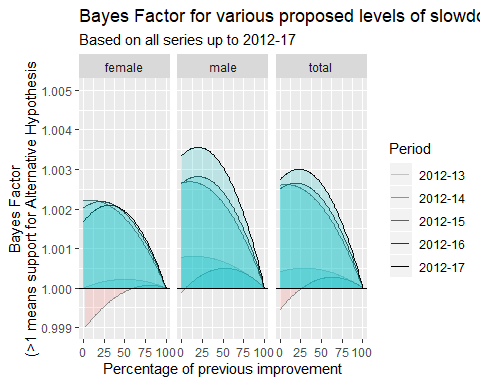 Bayes Factor for various proposed levels of slowdo
Based on all series up to 2012-17
female male total
Bayes Factor
(>1 means support for Alternative Hypothesis
1.005
1.004
1.003
1.002
1.001
1.000
0.999
0 25 50 75 100 0 25 50 75 100 0 25 50 75 100
Percentage of previous improvement
Period
2012-13
2012-14
2012-15
2012-16
2012-17